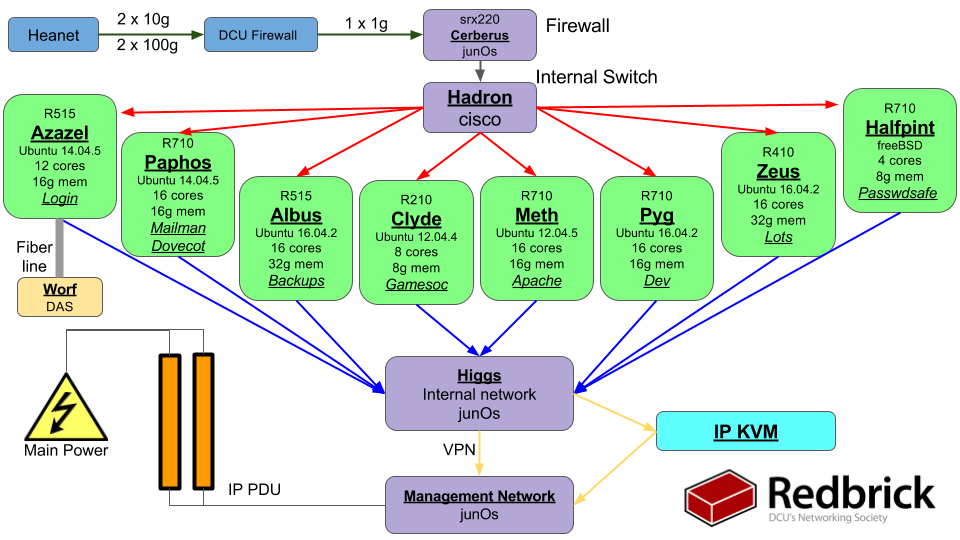 Heanet
2 x 10g
2 x 100g
DCU Firewall
1 x 1g
srx220
Cerberus
junOs
Firewall
Internal Switch
Hadron
cisco
R515
Azazel
Ubuntu 14.04.5
12 cores
16g mem
Login
R710
Paphos
Ubuntu 14.04.5
16 cores
16g mem
Mailman
Dovecot
R515
Albus
Ubuntu 16.04.2
16 cores
32g mem
Backups
R210
Clyde
Ubuntu 12.04.4
8 cores
8g mem
Gamesoc
R710
Meth
Ubuntu 12.04.5
16 cores
16g mem
Apache
R710
Pyg
Ubuntu 16.04.2
16 cores
16g mem
Dev
R410
Zeus
Ubuntu 16.04.2
16 cores
32g mem
Lots
R710
Halfpint
freeBSD
4 cores
8g mem
Passwdsafe
Fiber
line
Worf
DAS
Higgs
Internal network
junOs
IP KVM
VPN
Main Power
IP PDU
Management Network
junOs
Redbrick
DCU's Networking Society